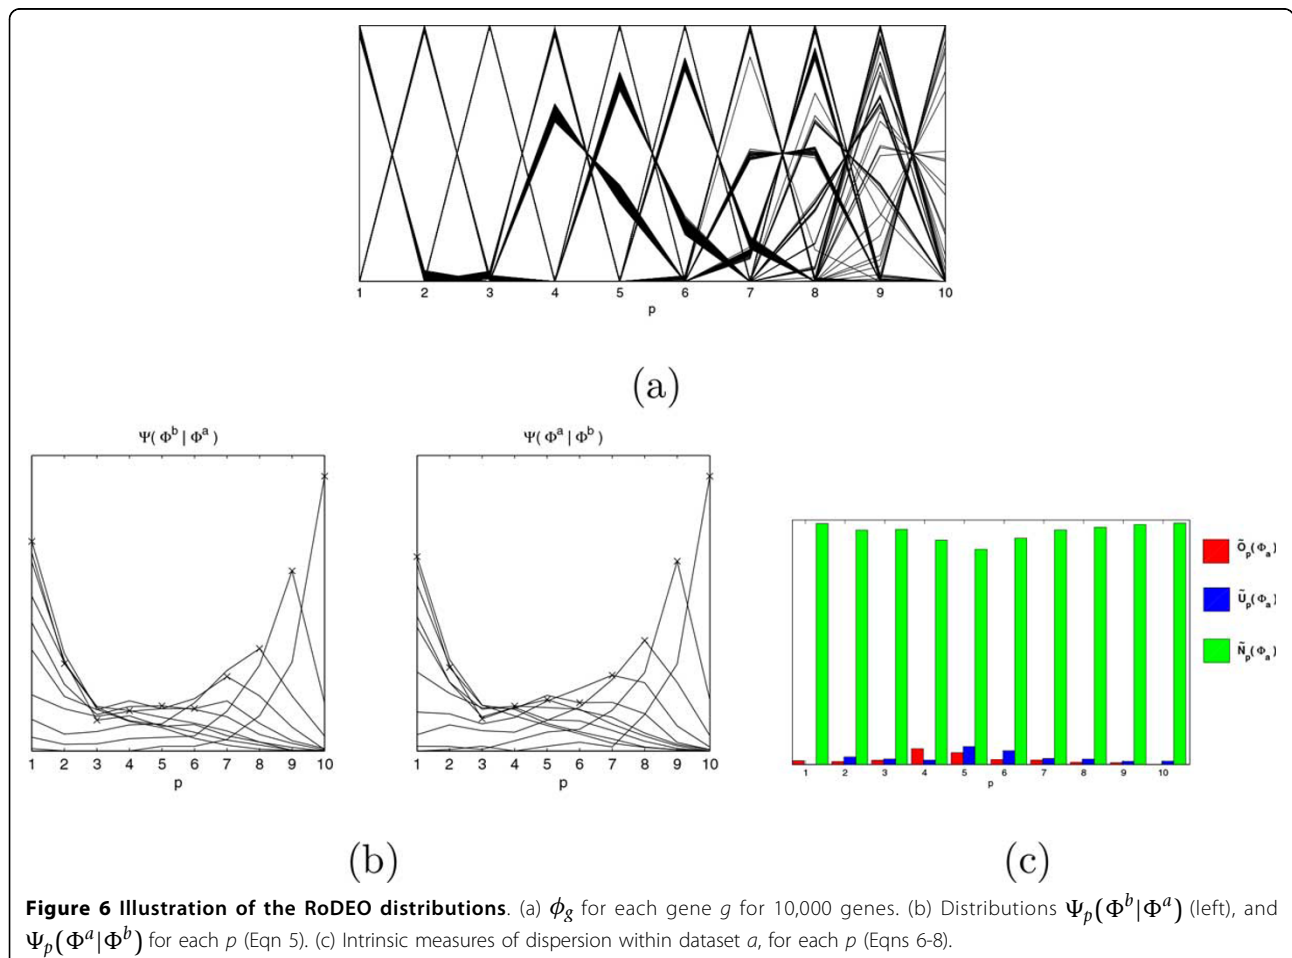 1 2 3 4 5 6 7 8 9 10
p
(a)
Ψ( Φ^b | Φ^a )
1 2 3 4 5 6 7 8 9 10
p
Ψ( Φ^a | Φ^b )
1 2 3 4 5 6 7 8 9 10
p
(b)
1 2 3 4 5 6 7 8 9 10
p
Õ_p(Φ_a)
Ũ_p(Φ_a)
Ñ_p(Φ_a)
(c)
Figure 6 Illustration of the RoDEO distributions. (a) ϕ_g for each gene g for 10,000 genes. (b) Distributions Ψ_p(Φ^b|Φ^a) (left), and
Ψ_p(Φ^a|Φ^b) for each p (Eqn 5). (c) Intrinsic measures of dispersion within dataset a, for each p (Eqns 6-8).